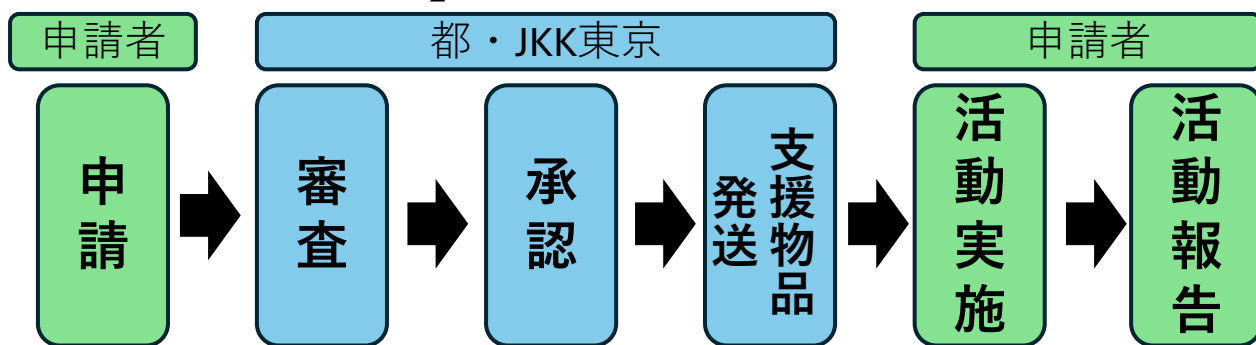 申請者
都・JKK東京
申請者
申請
審査
承認
支援物品
発送
活動実施
活動報告